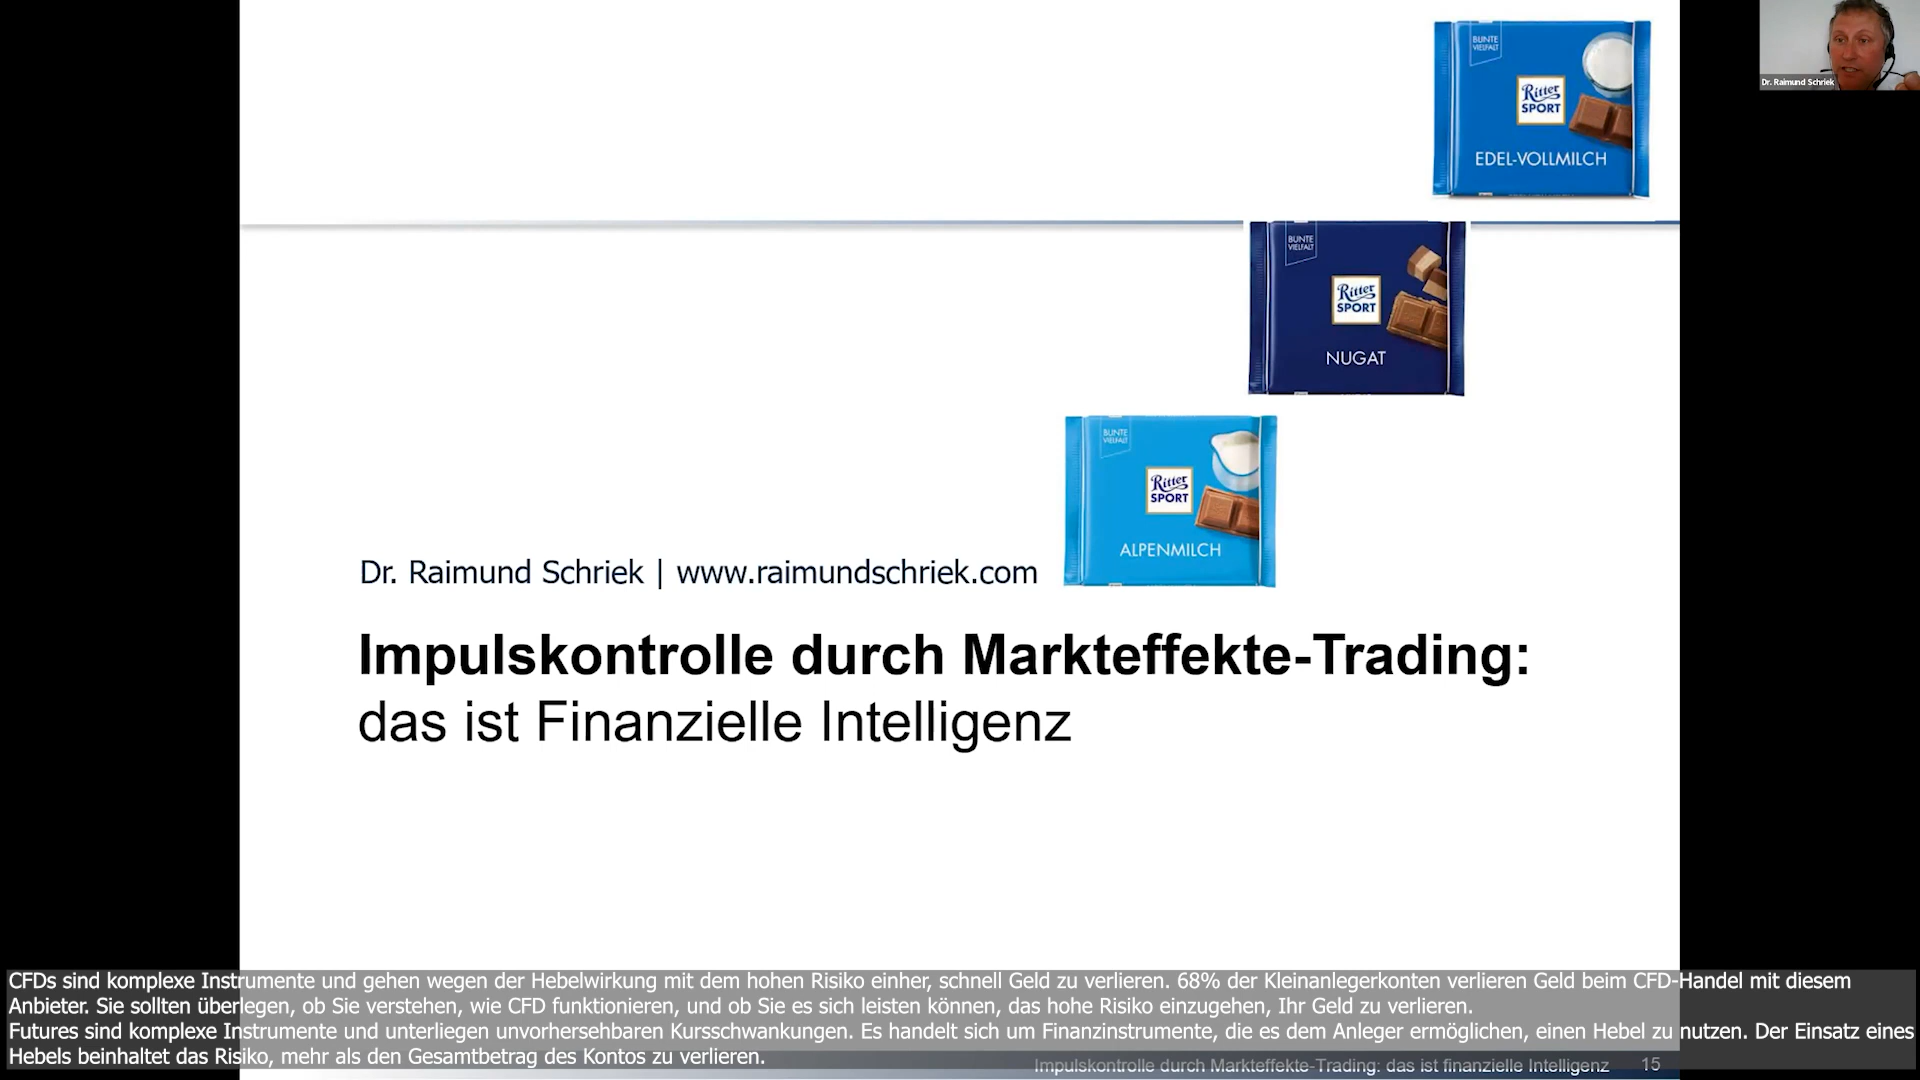 BUNTE
VIELFALT
Ritter
SPORT
EDEL-VOLLMILCH
Dr. Raimund Schriek
BUNTE
VIELFALT
Ritter
SPORT
NUGAT
BUNTE
VIELFALT
Ritter
SPORT
ALPENMILCH
Dr. Raimund Schriek | www.raimundschriek.com
Impulskontrolle durch Markteffekte-Trading:
das ist Finanzielle Intelligenz
CFDs sind komplexe Instrumente und gehen wegen der Hebelwirkung mit dem hohen Risiko einher, schnell Geld zu verlieren. 68% der Kleinanlegerkonten verlieren Geld beim CFD-Handel mit diesem
Anbieter. Sie sollten überlegen, ob Sie verstehen, wie CFD funktionieren, und ob Sie es sich leisten können, das hohe Risiko einzugehen, Ihr Geld zu verlieren.
Futures sind komplexe Instrumente und unterliegen unvorhersehbaren Kursschwankungen. Es handelt sich um Finanzinstrumente, die es dem Anleger ermöglichen, einen Hebel zu nutzen. Der Einsatz eines
Hebels beinhaltet das Risiko, mehr als den Gesamtbetrag des Kontos zu verlieren.
Impulskontrolle durch Markteffekte-Trading: das ist finanzielle Intelligenz 15